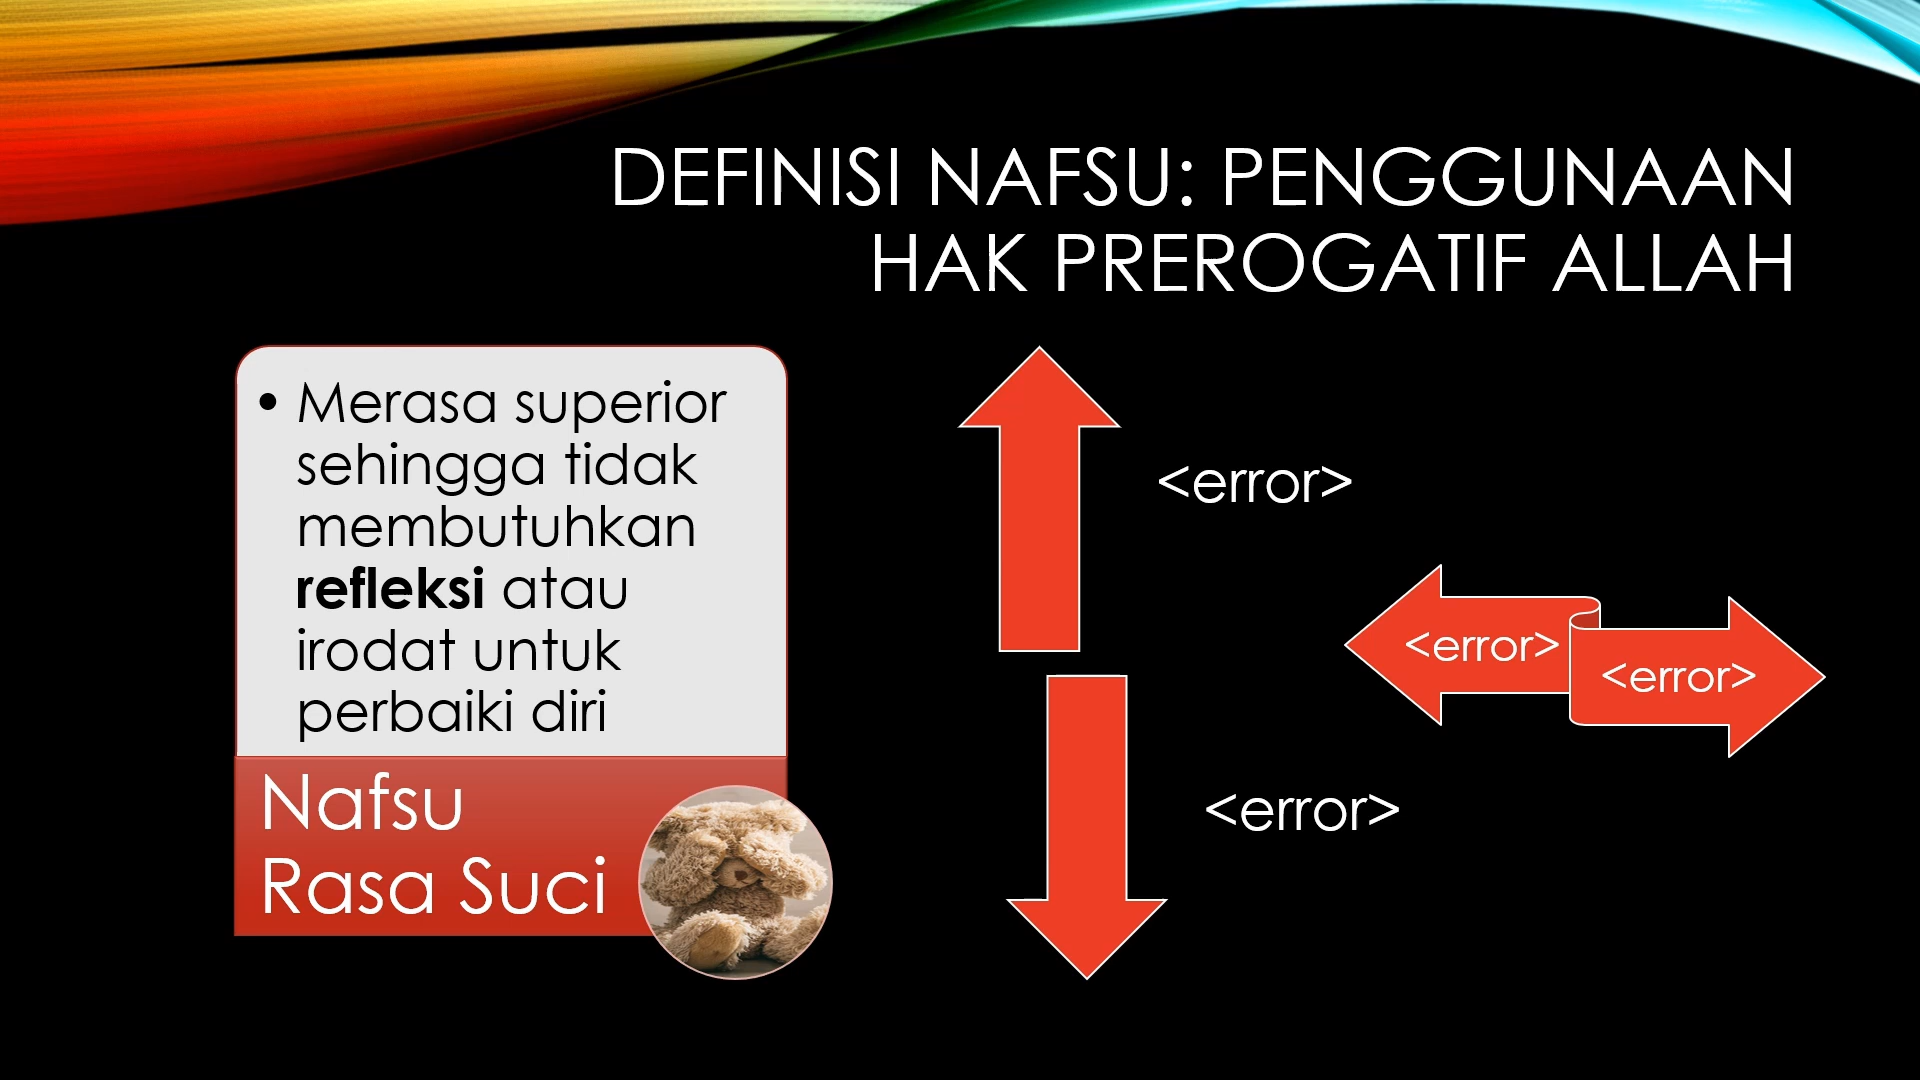 DEFINISI NAFSU: PENGGUNAAN
HAK PREROGATIF ALLAH
• Merasa superior
sehingga tidak
membutuhkan
refleksi atau
irodat untuk
perbaiki diri
Nafsu
Rasa Suci
<error>
<error>
<error>
<error>